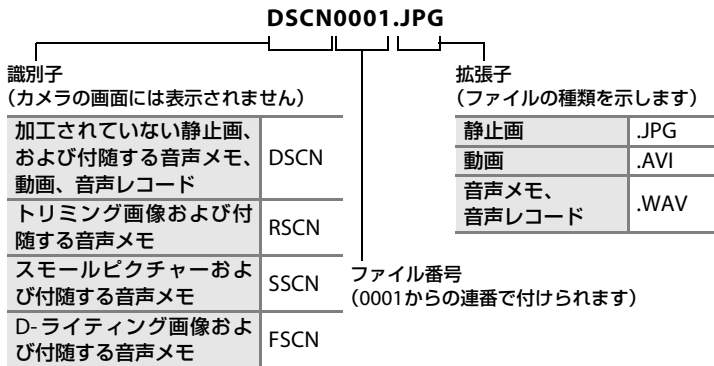 DSCN0001.JPG
識別子
（カメラの画面には表示されません）
加工されていない静止画、
および付随する音声メモ、
動画、音声レコード
DSCN
トリミング画像および付
随する音声メモ
RSCN
スモールピクチャーおよ
び付随する音声メモ
SSCN
D-ライティング画像およ
び付随する音声メモ
FSCN
拡張子
（ファイルの種類を示します）
静止画 .JPG
動画 .AVI
音声メモ、
音声レコード
.WAV
ファイル番号
（0001からの連番で付けられます）